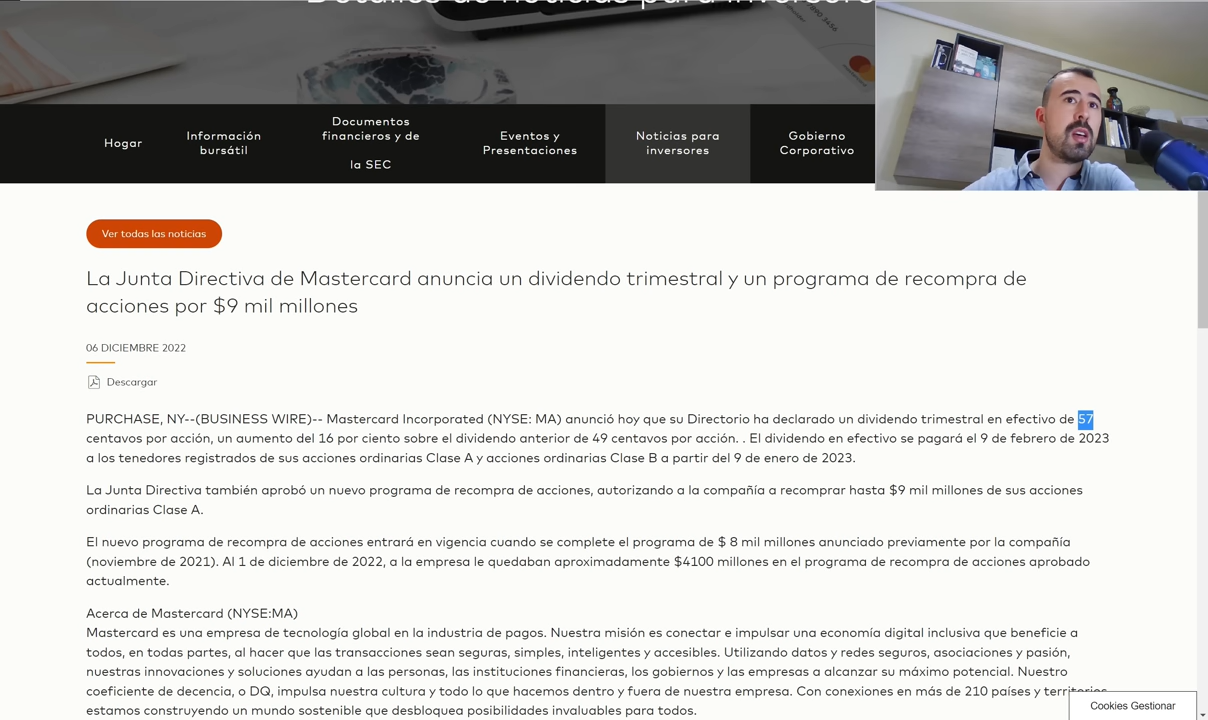 Detalles de noticias para inversore
Hogar
Información
bursátil
Documentos
financieros y de
la SEC
Eventos y
Presentaciones
Noticias para
inversores
Gobierno
Corporativo
Ver todas las noticias
La Junta Directiva de Mastercard anuncia un dividendo trimestral y un programa de recompra de
acciones por $9 mil millones
06 DICIEMBRE 2022
Descargar
PURCHASE, NY--(BUSINESS WIRE)-- Mastercard Incorporated (NYSE: MA) anunció hoy que su Directorio ha declarado un dividendo trimestral en efectivo de 57
centavos por acción, un aumento del 16 por ciento sobre el dividendo anterior de 49 centavos por acción. . El dividendo en efectivo se pagará el 9 de febrero de 2023
a los tenedores registrados de sus acciones ordinarias Clase A y acciones ordinarias Clase B a partir del 9 de enero de 2023.
La Junta Directiva también aprobó un nuevo programa de recompra de acciones, autorizando a la compañía a recomprar hasta $9 mil millones de sus acciones
ordinarias Clase A.
El nuevo programa de recompra de acciones entrará en vigencia cuando se complete el programa de $ 8 mil millones anunciado previamente por la compañía
(noviembre de 2021). Al 1 de diciembre de 2022, a la empresa le quedaban aproximadamente $4100 millones en el programa de recompra de acciones aprobado
actualmente.
Acerca de Mastercard (NYSE:MA)
Mastercard es una empresa de tecnología global en la industria de pagos. Nuestra misión es conectar e impulsar una economía digital inclusiva que beneficie a
todos, en todas partes, al hacer que las transacciones sean seguras, simples, inteligentes y accesibles. Utilizando datos y redes seguros, asociaciones y pasión,
nuestras innovaciones y soluciones ayudan a las personas, las instituciones financieras, los gobiernos y las empresas a alcanzar su máximo potencial. Nuestro
coeficiente de decencia, o DQ, impulsa nuestra cultura y todo lo que hacemos dentro y fuera de nuestra empresa. Con conexiones en más de 210 países y territorios,
estamos construyendo un mundo sostenible que desbloquea posibilidades invaluables para todos.
Cookies Gestionar